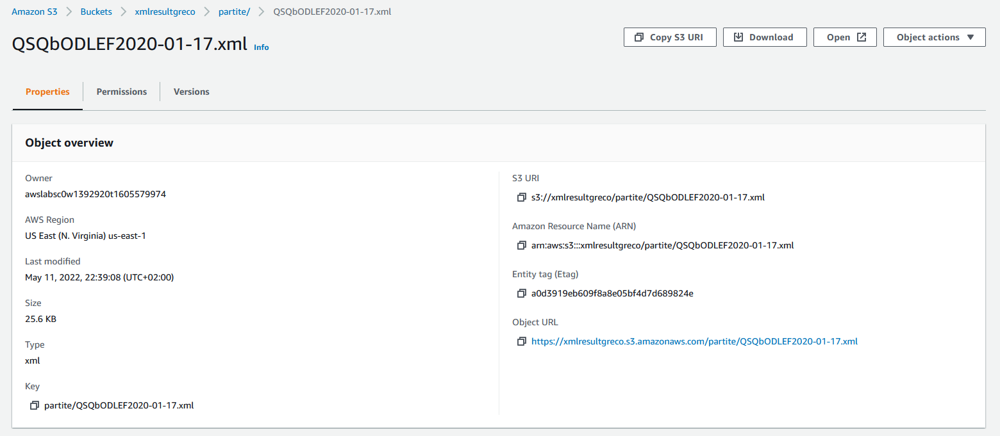 Amazon S3 > Buckets > xmlresultgreco > partite/ > QSQbODLEF2020-01-17.xml
QSQbODLEF2020-01-17.xml Info
Copy S3 URI
Download
Open
Object actions
Properties
Permissions
Versions
Object overview
Owner
awslabsc0w1392920t1605579974
AWS Region
US East (N. Virginia) us-east-1
Last modified
May 11, 2022, 22:39:08 (UTC+02:00)
Size
25.6 KB
Type
xml
Key
partite/QSQbODLEF2020-01-17.xml
S3 URI
s3://xmlresultgreco/partite/QSQbODLEF2020-01-17.xml
Amazon Resource Name (ARN)
arn:aws:s3:::xmlresultgreco/partite/QSQbODLEF2020-01-17.xml
Entity tag (Etag)
a0d3919eb609f8a8e05bf4d7d689824e
Object URL
https://xmlresultgreco.s3.amazonaws.com/partite/QSQbODLEF2020-01-17.xml